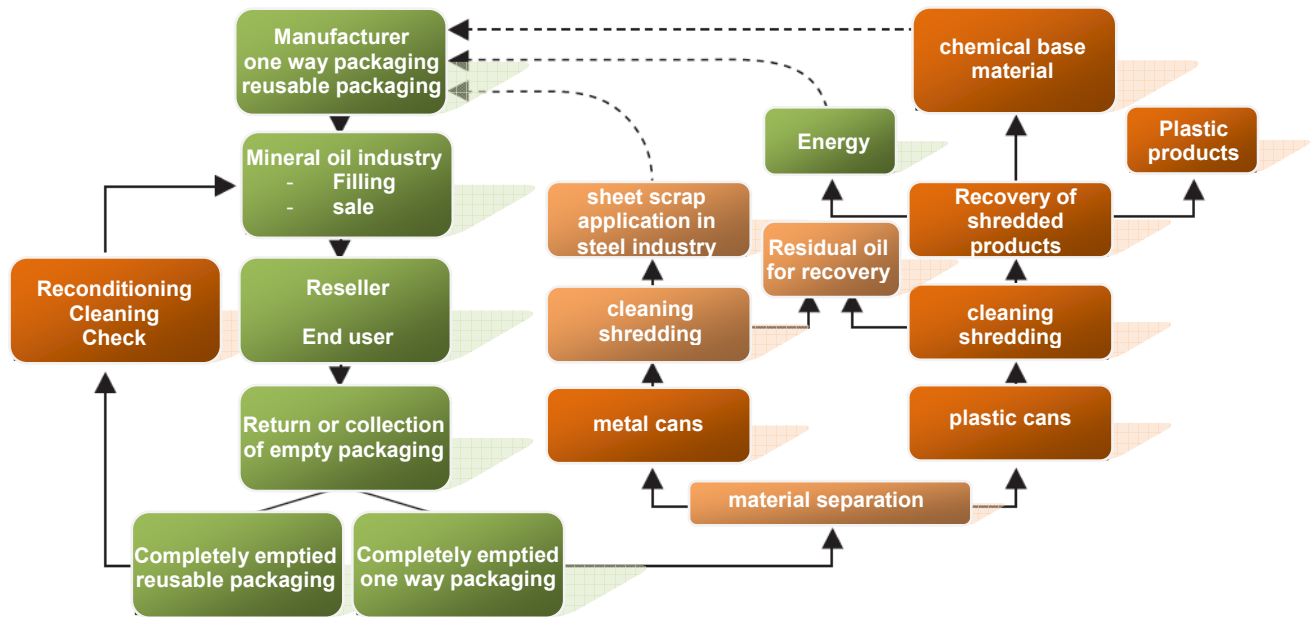 Manufacturer
one way packaging
reusable packaging
chemical base
material
Energy
Plastic
products
Mineral oil industry
- Filling
- sale
sheet scrap
application in
steel industry
Recovery of
shredded
products
Residual oil
for recovery
Reconditioning
Cleaning
Check
Reseller
End user
cleaning
shredding
cleaning
shredding
Return or collection
of empty packaging
metal cans
plastic cans
material separation
Completely emptied
reusable packaging
Completely emptied
one way packaging